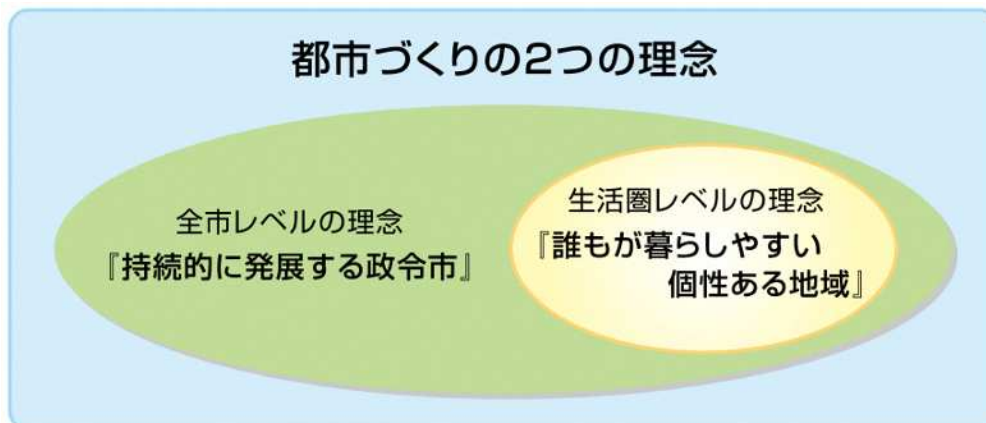 都市づくりの2つの理念
全市レベルの理念
『持続的に発展する政令市』
生活圏レベルの理念
『誰もが暮らしやすい
個性ある地域』